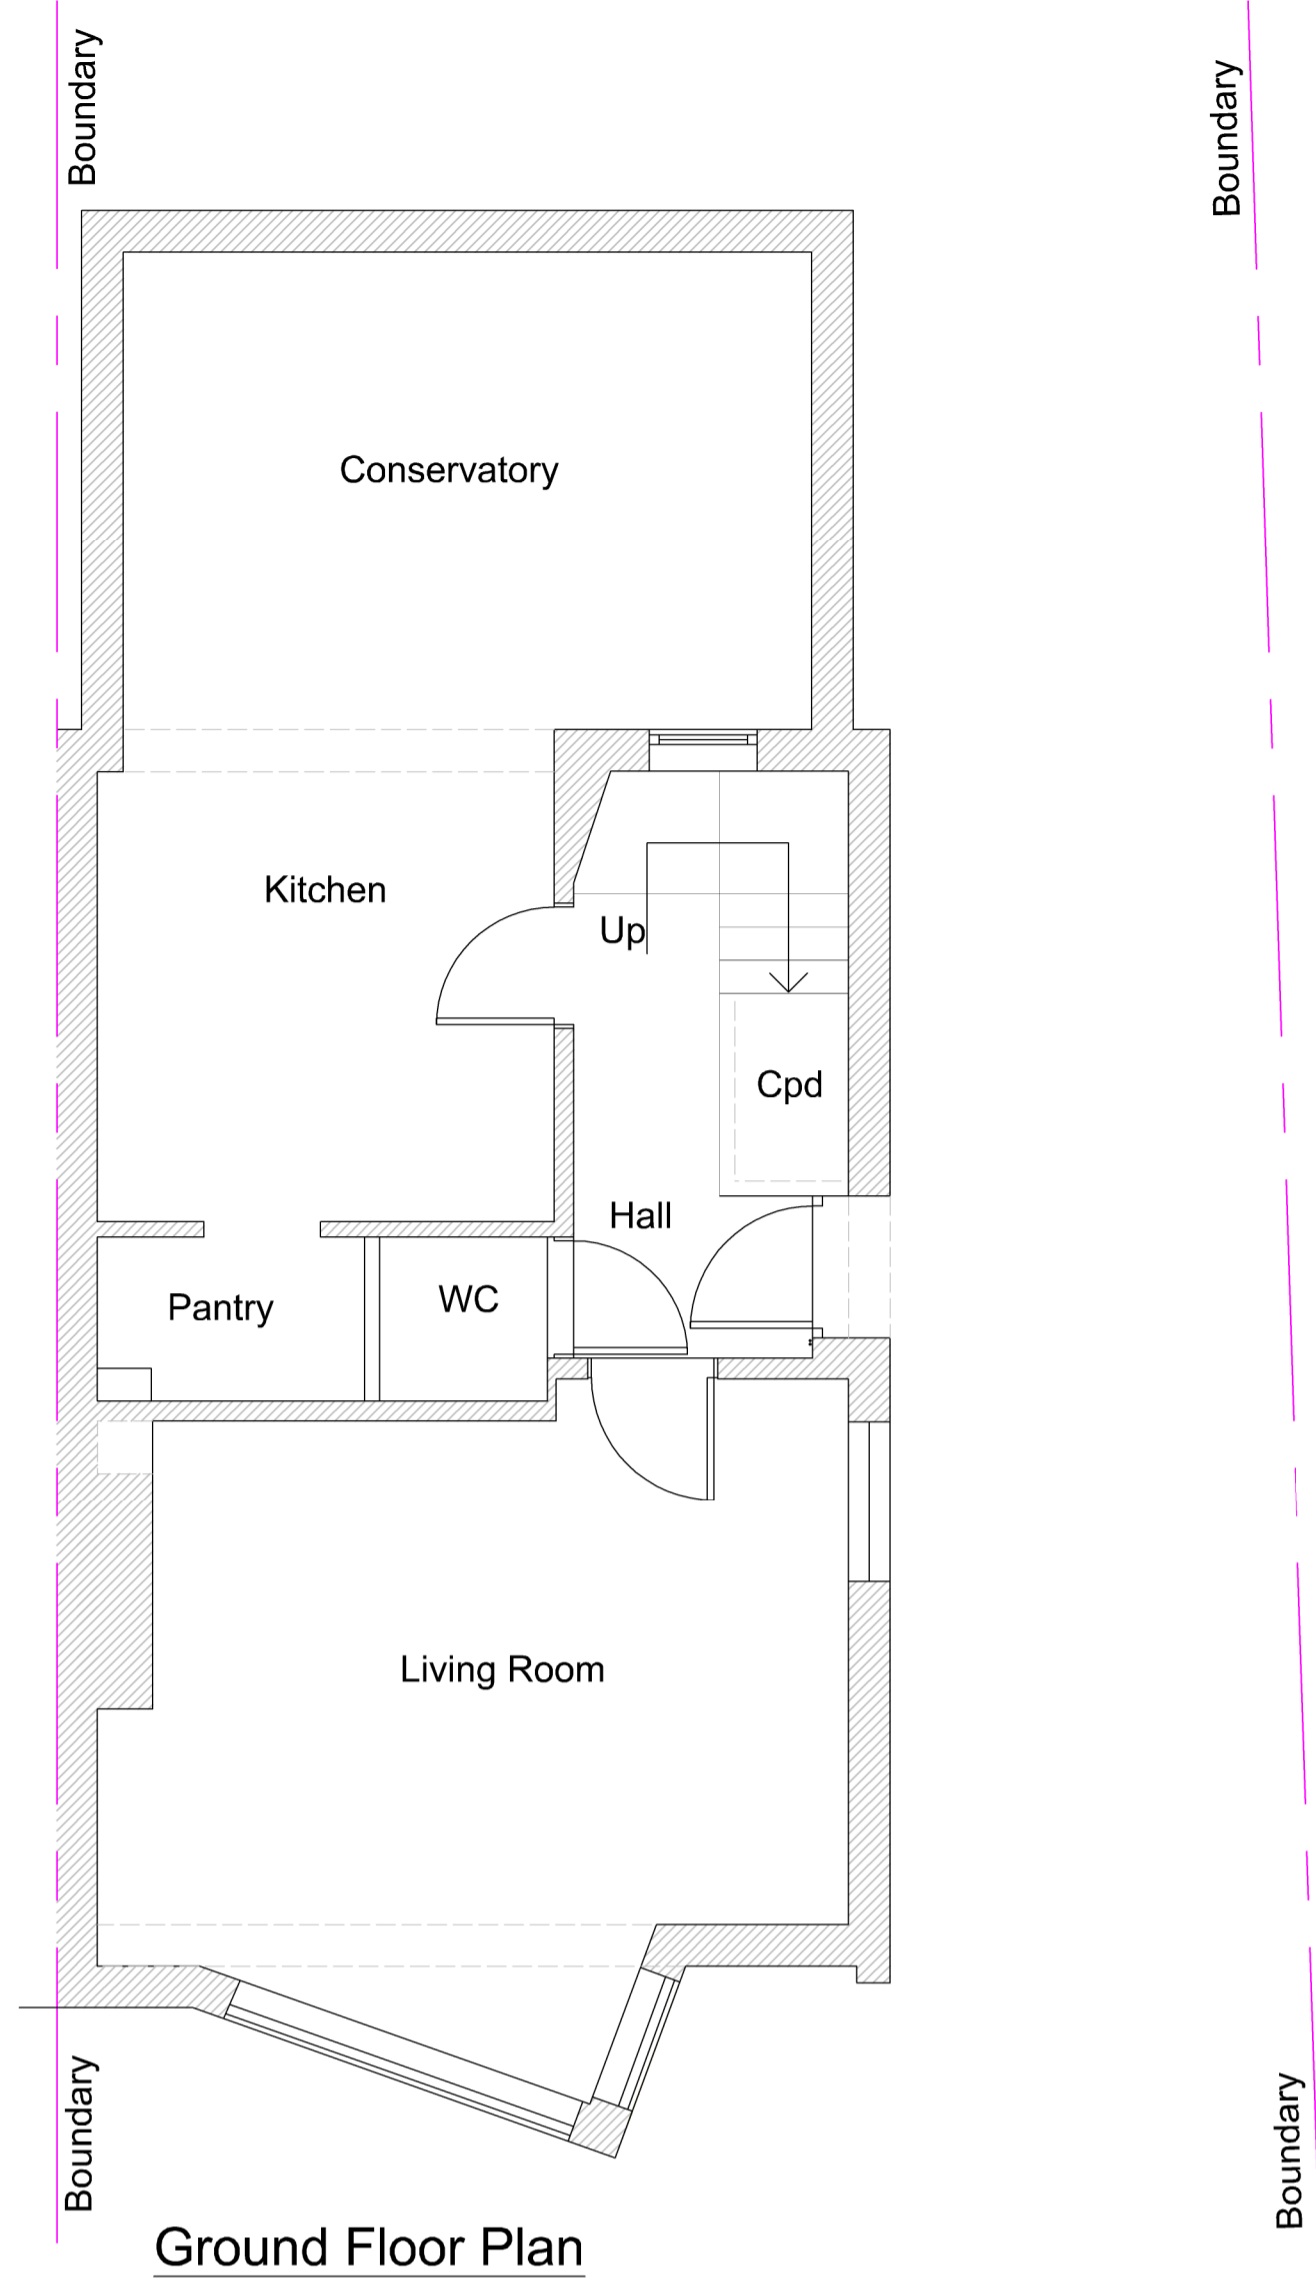 Boundary
Boundary
Conservatory
Kitchen
Up
Cpd
Hall
Pantry
WC
Living Room
Boundary
Boundary
Ground Floor Plan